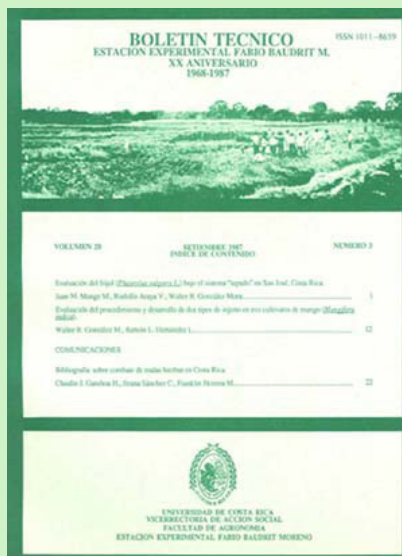 BOLETIN TECNICO
ISSN 1011-8639
ESTACION EXPERIMENTAL FABIO BAUDRIT M.
XX ANIVERSARIO
1968-1987
VOLUMEN 20
SETIEMBRE 1987
NUMERO 3
INDICE DE CONTENIDO
Evaluación del frijol (Phaseolus vulgaris L.) bajo el sistema "tapado" en San José, Costa Rica.
Juan M. Mungo M., Rodolfo Araya V., Walter R. González Mora 1
Evaluación del procedimiento y desarrollo de dos tipos de injerto en cultivares de mango (Mangifera
indica).
Walter R. González M., Ramón L. Hernández 12
COMUNICACIONES
Bibliografía sobre combate de malas hierbas en Costa Rica.
Claudio J. Gamboa H., Ileana Sánchez C., Franklin Herrera M. 22
UNIVERSIDAD DE COSTA RICA
VICERRECTORIA DE ACCION SOCIAL
FACULTAD DE AGRONOMIA
ESTACION EXPERIMENTAL FABIO BAUDRIT MORENO